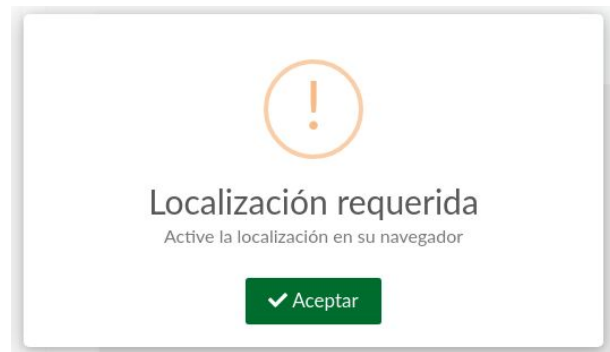 Localización requerida
Active la localización en su navegador
Aceptar